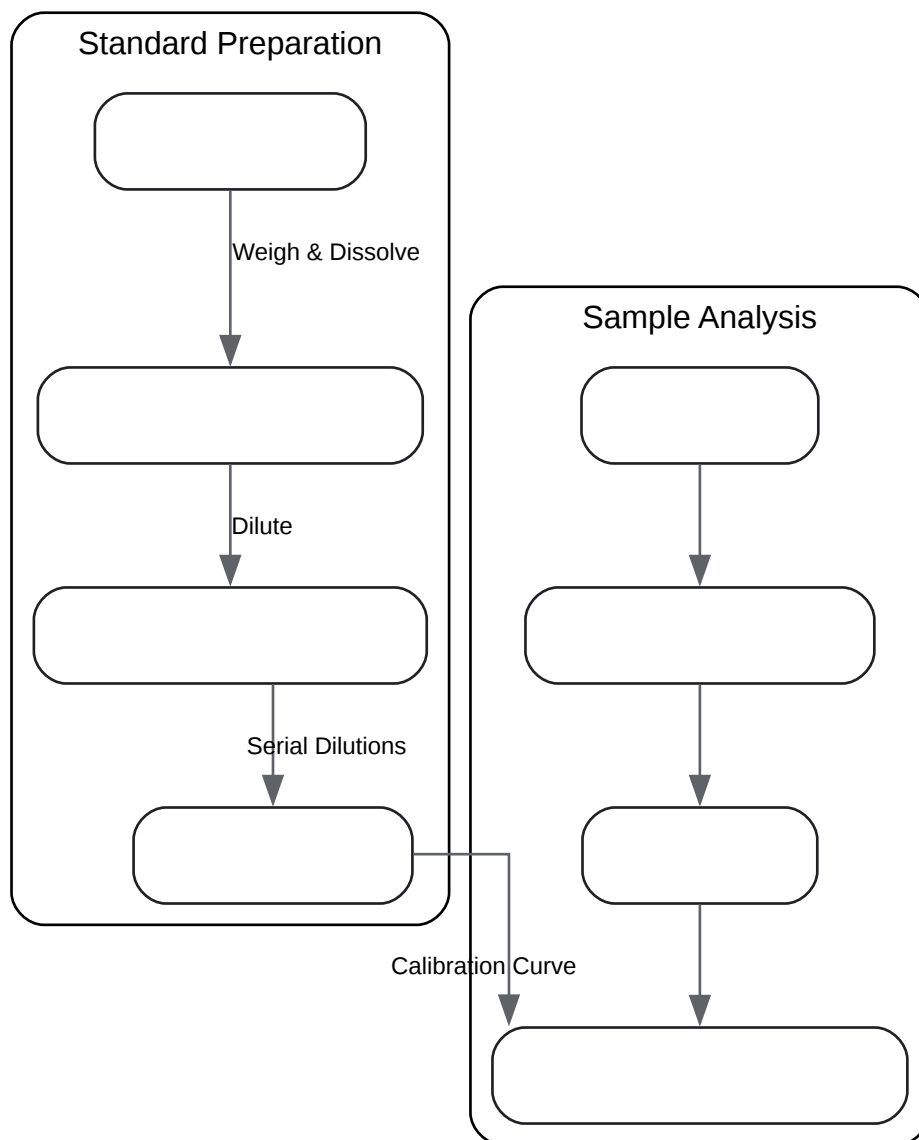 Standard Preparation
Weigh & Dissolve
Sample Analysis
Dilute
Serial Dilutions
Calibration Curve